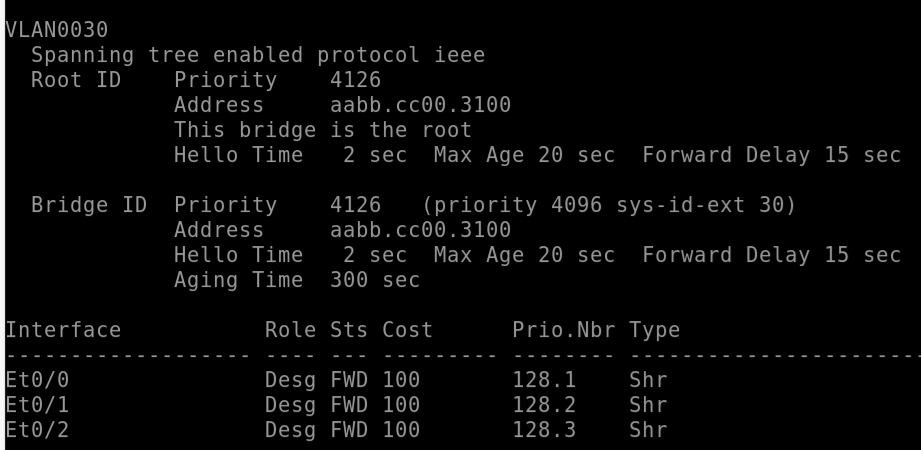 VLAN0030
  Spanning tree enabled protocol ieee
  Root ID    Priority    4126
             Address     aabb.cc00.3100
             This bridge is the root
             Hello Time   2 sec  Max Age 20 sec  Forward Delay 15 sec

  Bridge ID  Priority    4126   (priority 4096 sys-id-ext 30)
             Address     aabb.cc00.3100
             Hello Time   2 sec  Max Age 20 sec  Forward Delay 15 sec
             Aging Time  300 sec

Interface           Role Sts Cost      Prio.Nbr Type
------------------- ---- --- --------- -------- -----------------------
Et0/0               Desg FWD 100       128.1    Shr
Et0/1               Desg FWD 100       128.2    Shr
Et0/2               Desg FWD 100       128.3    Shr